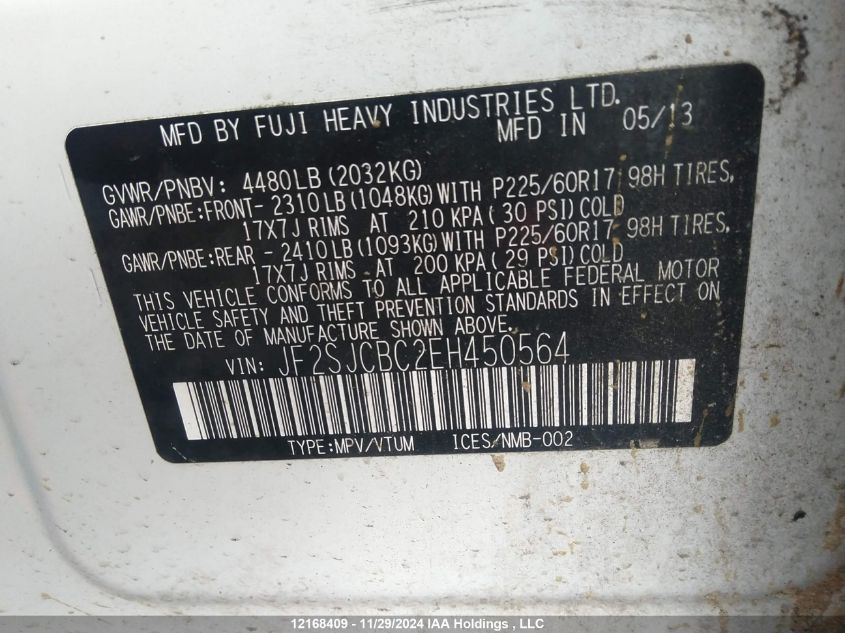 MFD BY FUJI HEAVY INDUSTRIES LTD.
MFD IN 05/13
GVWR/PNBV: 4480LB (2032KG)
GAWR/PNBE:FRONT- 2310LB (1048KG) WITH P225/60R17 98H TIRES,
17X7J RIMS AT 210 KPA( 30 PSI) COLD
GAWR/PNBE:REAR - 2410LB (1093KG) WITH P225/60R17 98H TIRES,
17X7J RIMS AT 200 KPA( 29 PSI) COLD
THIS VEHICLE CONFORMS TO ALL APPLICABLE FEDERAL MOTOR
VEHICLE SAFETY AND THEFT PREVENTION STANDARDS IN EFFECT ON
THE DATE OF MANUFACTURE SHOWN ABOVE.
VIN: JF2SJCBC2EH450564
TYPE:MPV/VTUM ICES/NMB-002
12168409 - 11/29/2024 IAA Holdings , LLC